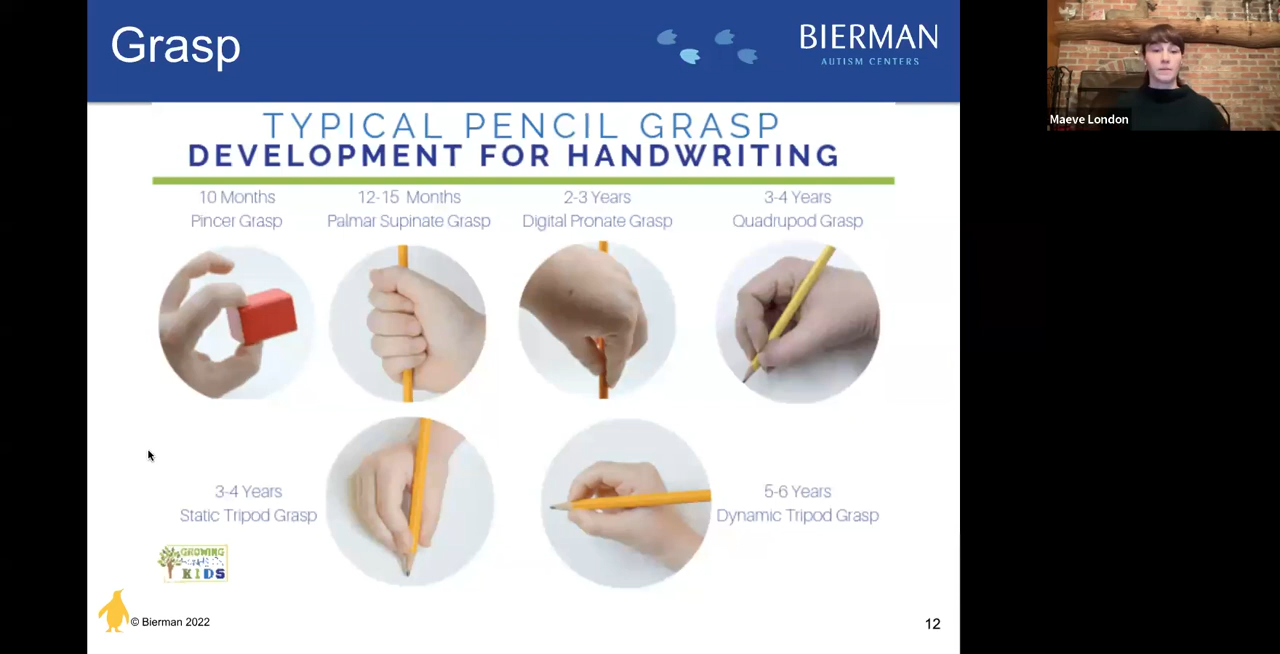 Grasp
BIERMAN
AUTISM CENTERS
Maeve London
TYPICAL PENCIL GRASP
DEVELOPMENT FOR HANDWRITING
10 Months
Pincer Grasp
12-15 Months
Palmar Supinate Grasp
2-3 Years
Digital Pronate Grasp
3-4 Years
Quadrupod Grasp
3-4 Years
Static Tripod Grasp
5-6 Years
Dynamic Tripod Grasp
GROWING
KIDS
© Bierman 2022
12